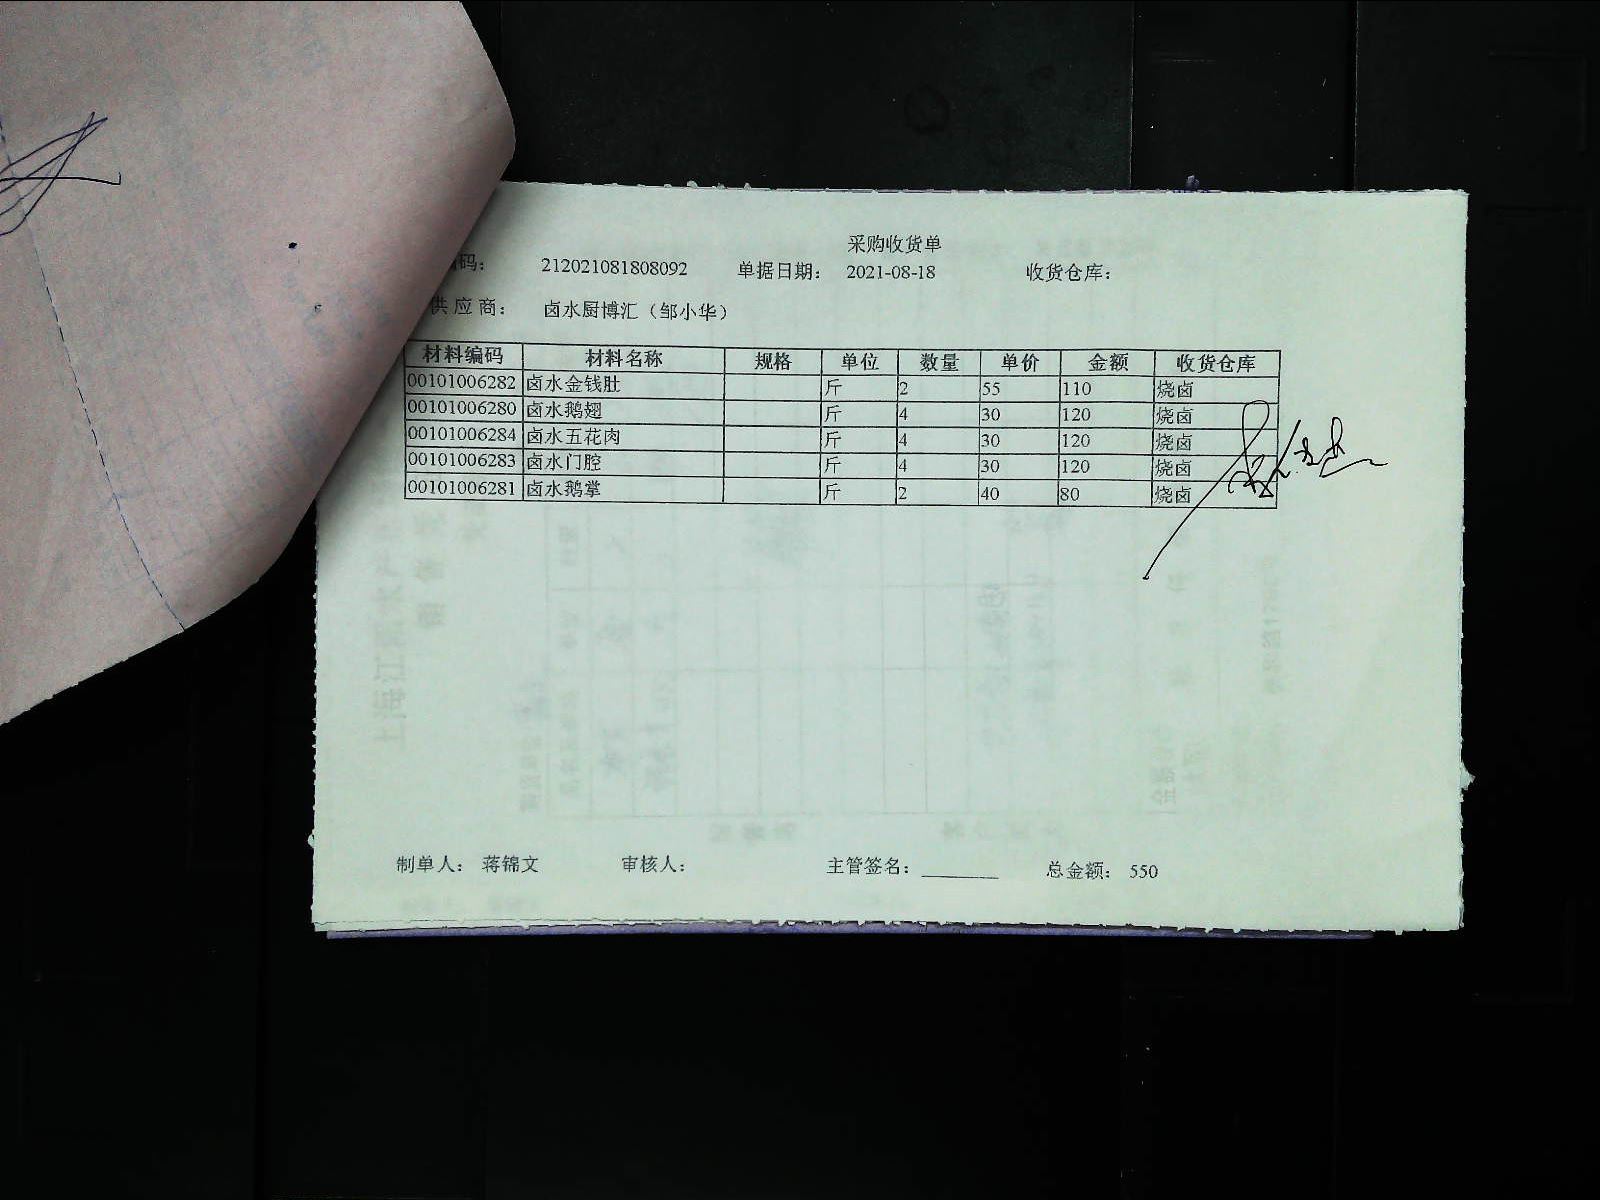 采购收货单
码： 212021081808092 单据日期： 2021-08-18 收货仓库：
供应商： 卤水厨博汇（邹小华）
材料编码 材料名称 规格 单位 数量 单价 金额 收货仓库
00101006282 卤水金钱肚 斤 2 55 110 烧卤
00101006280 卤水鹅翅 斤 4 30 120 烧卤
00101006284 卤水五花肉 斤 4 30 120 烧卤
00101006283 卤水门腔 斤 4 30 120 烧卤
00101006281 卤水鹅掌 斤 2 40 80 烧卤
制单人： 蒋锦文 审核人： 主管签名： 总金额： 550